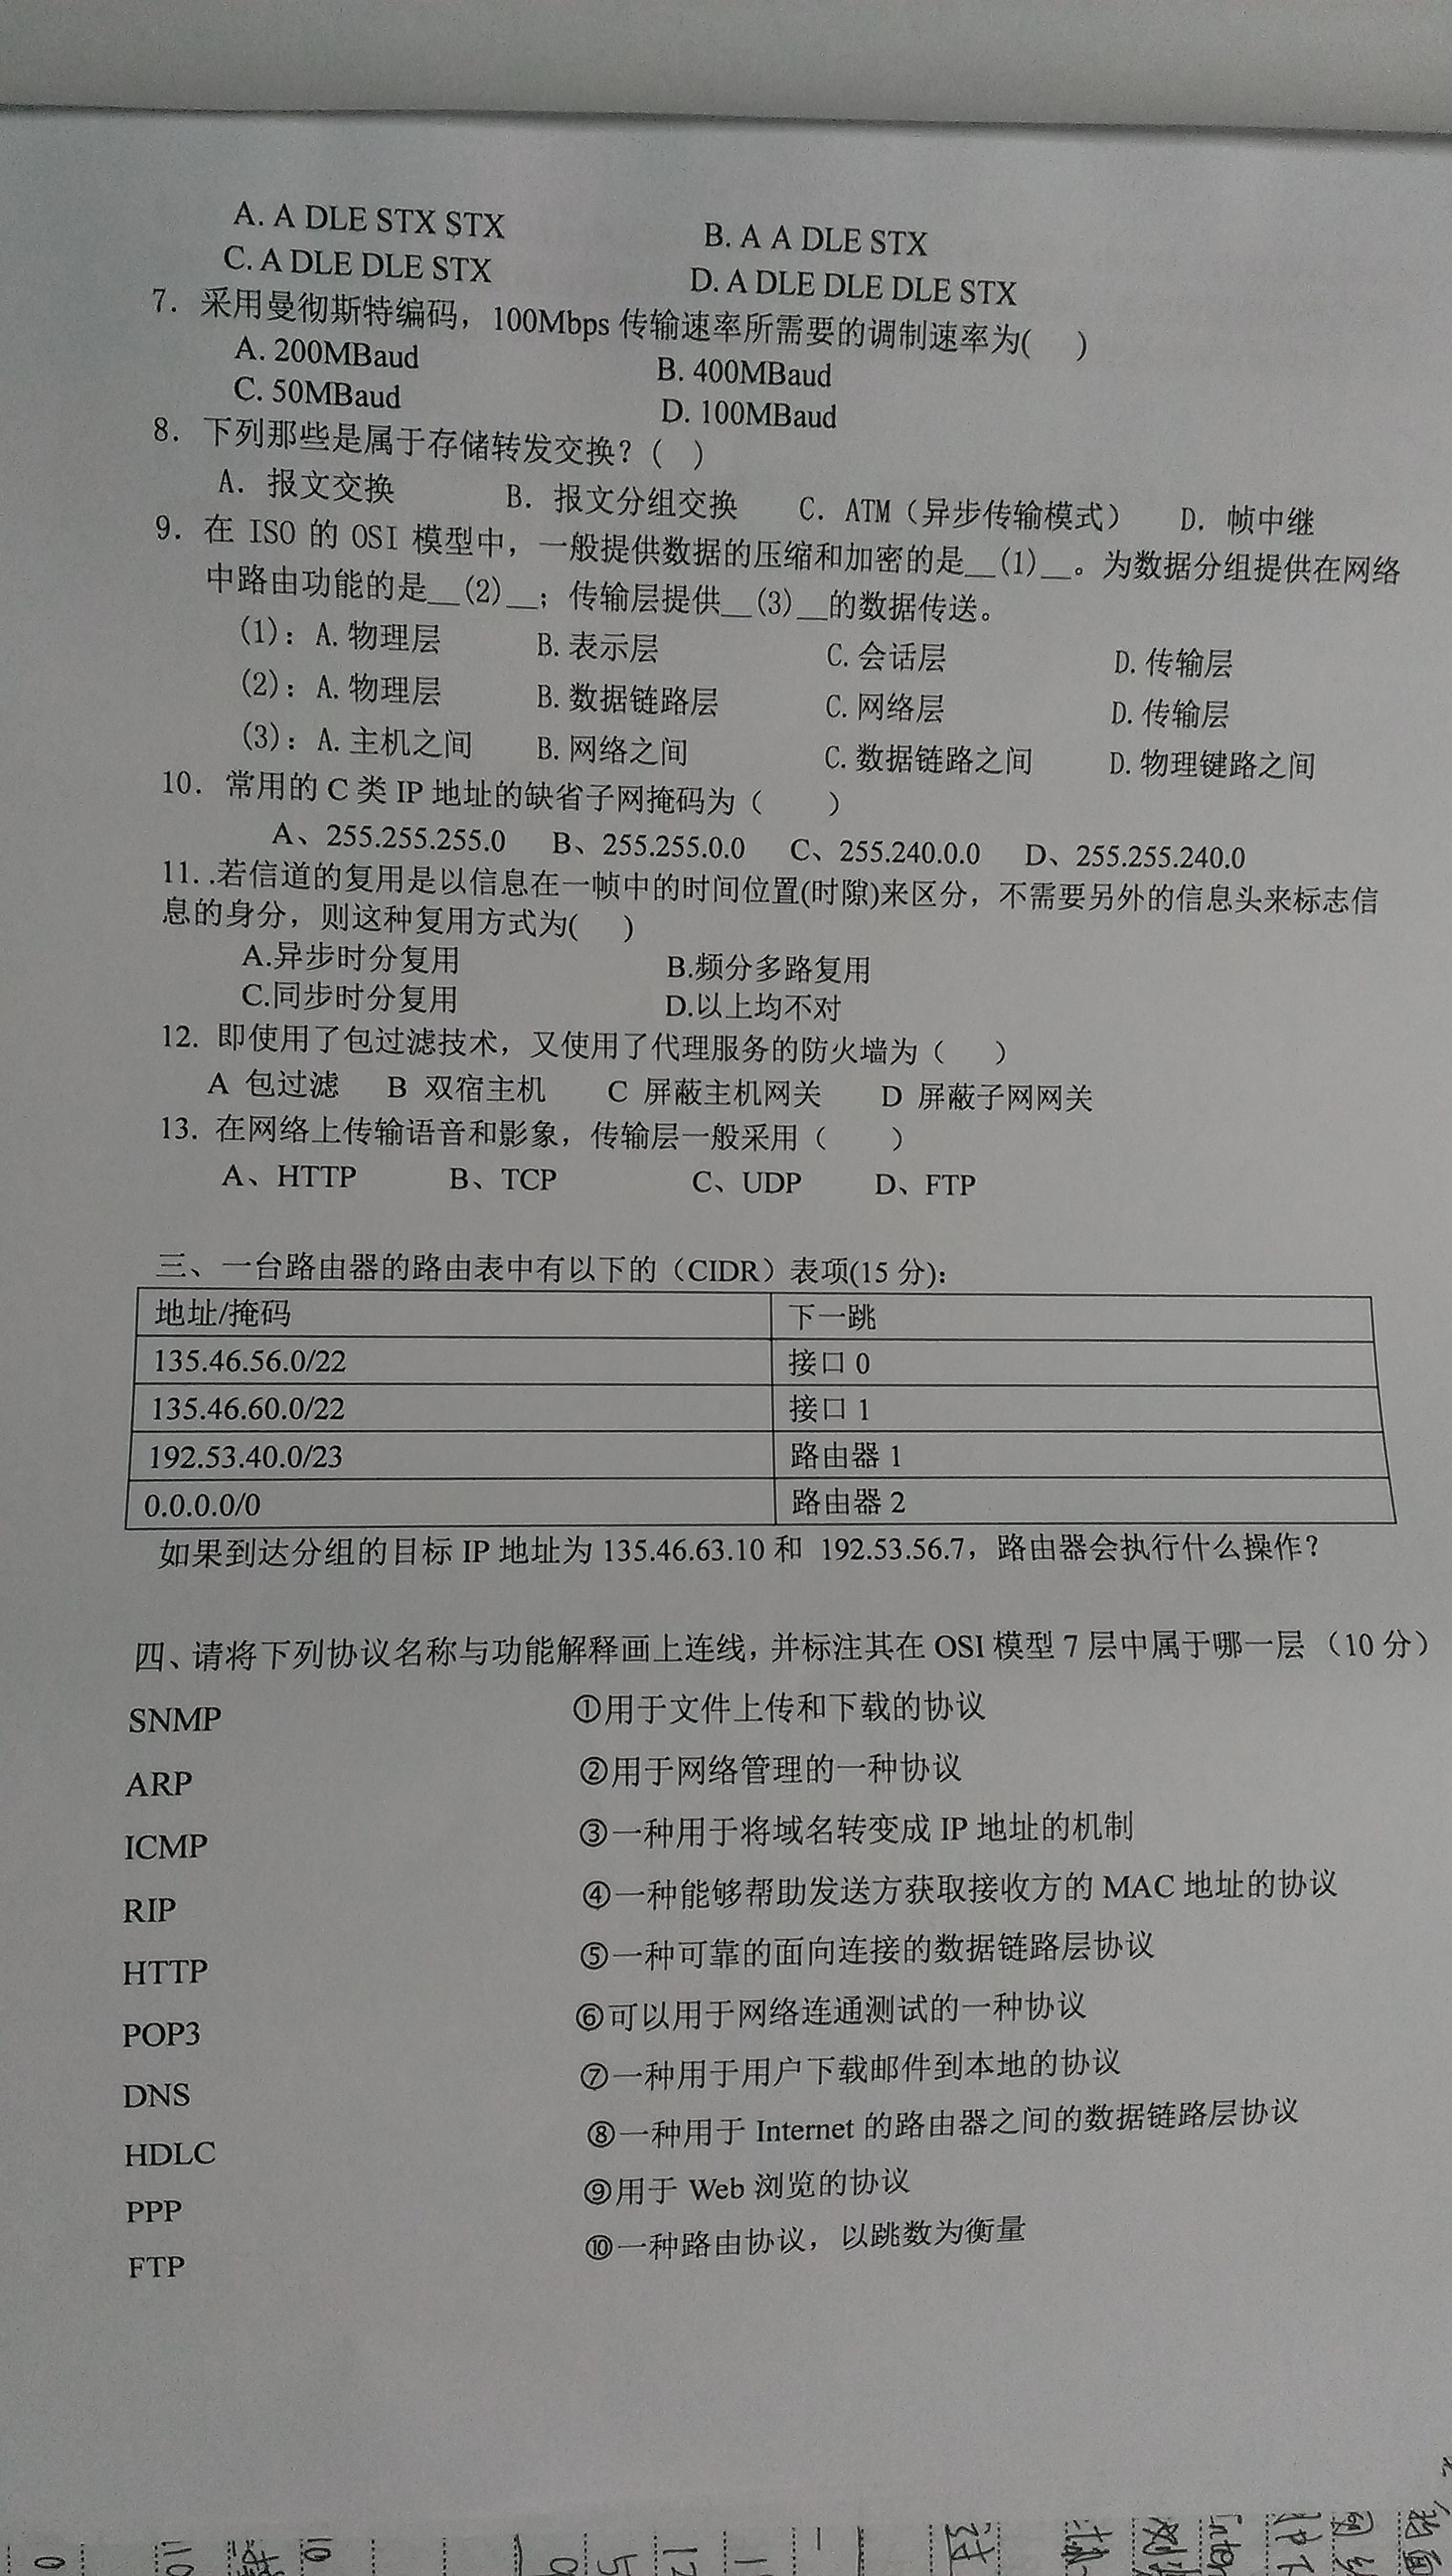 A. A DLE STX STX B. A A DLE STX
C. A DLE DLE STX D. A DLE DLE DLE STX
7. 采用曼彻斯特编码，100Mbps 传输速率所需要的调制速率为( )
A. 200MBaud B. 400MBaud
C. 50MBaud D. 100MBaud
8. 下列那些是属于存储转发交换？( )
A. 报文交换 B. 报文分组交换 C. ATM（异步传输模式） D. 帧中继
9. 在 ISO 的 OSI 模型中，一般提供数据的压缩和加密的是__(1)__。为数据分组提供在网络
中路由功能的是__(2)__；传输层提供__(3)__的数据传送。
(1)：A. 物理层 B. 表示层 C. 会话层 D. 传输层
(2)：A. 物理层 B. 数据链路层 C. 网络层 D. 传输层
(3)：A. 主机之间 B. 网络之间 C. 数据链路之间 D. 物理键路之间
10. 常用的 C 类 IP 地址的缺省子网掩码为（ ）
A、255.255.255.0 B、255.255.0.0 C、255.240.0.0 D、255.255.240.0
11. .若信道的复用是以信息在一帧中的时间位置(时隙)来区分，不需要另外的信息头来标志信
息的身分，则这种复用方式为( )
A.异步时分复用 B.频分多路复用
C.同步时分复用 D.以上均不对
12. 即使用了包过滤技术，又使用了代理服务的防火墙为（ ）
A 包过滤 B 双宿主机 C 屏蔽主机网关 D 屏蔽子网网关
13. 在网络上传输语音和影象，传输层一般采用（ ）
A、HTTP B、TCP C、UDP D、FTP
三、一台路由器的路由表中有以下的（CIDR）表项(15 分)：
地址/掩码 下一跳
135.46.56.0/22 接口 0
135.46.60.0/22 接口 1
192.53.40.0/23 路由器 1
0.0.0.0/0 路由器 2
如果到达分组的目标 IP 地址为 135.46.63.10 和 192.53.56.7，路由器会执行什么操作？
四、请将下列协议名称与功能解释画上连线，并标注其在 OSI 模型 7 层中属于哪一层（10 分）
SNMP ①用于文件上传和下载的协议
ARP ②用于网络管理的一种协议
ICMP ③一种用于将域名转变成 IP 地址的机制
RIP ④一种能够帮助发送方获取接收方的 MAC 地址的协议
HTTP ⑤一种可靠的面向连接的数据链路层协议
POP3 ⑥可以用于网络连通测试的一种协议
DNS ⑦一种用于用户下载邮件到本地的协议
HDLC ⑧一种用于 Internet 的路由器之间的数据链路层协议
PPP ⑨用于 Web 浏览的协议
FTP ⑩一种路由协议，以跳数为衡量